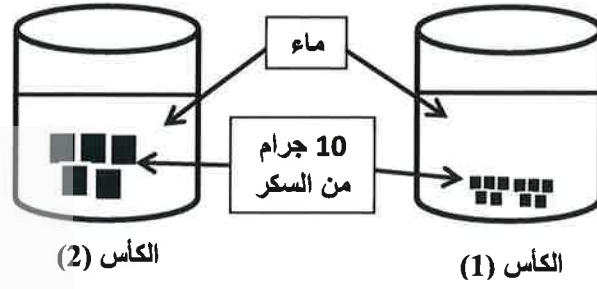 ماء
10 جرام
من السكر
الكأس (1)
الكأس (2)